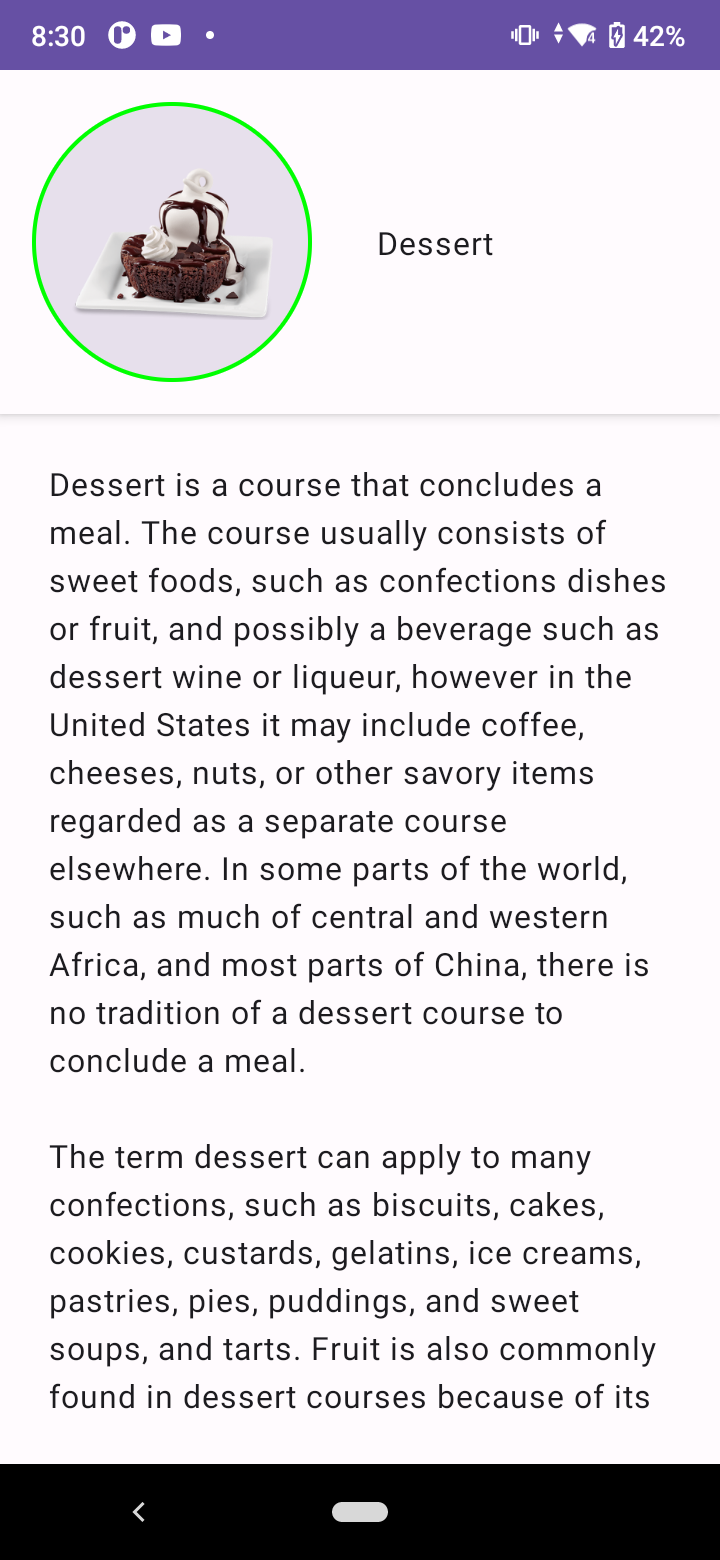 8:30
42%
Dessert
Dessert is a course that concludes a
meal. The course usually consists of
sweet foods, such as confections dishes
or fruit, and possibly a beverage such as
dessert wine or liqueur, however in the
United States it may include coffee,
cheeses, nuts, or other savory items
regarded as a separate course
elsewhere. In some parts of the world,
such as much of central and western
Africa, and most parts of China, there is
no tradition of a dessert course to
conclude a meal.
The term dessert can apply to many
confections, such as biscuits, cakes,
cookies, custards, gelatins, ice creams,
pastries, pies, puddings, and sweet
soups, and tarts. Fruit is also commonly
found in dessert courses because of its